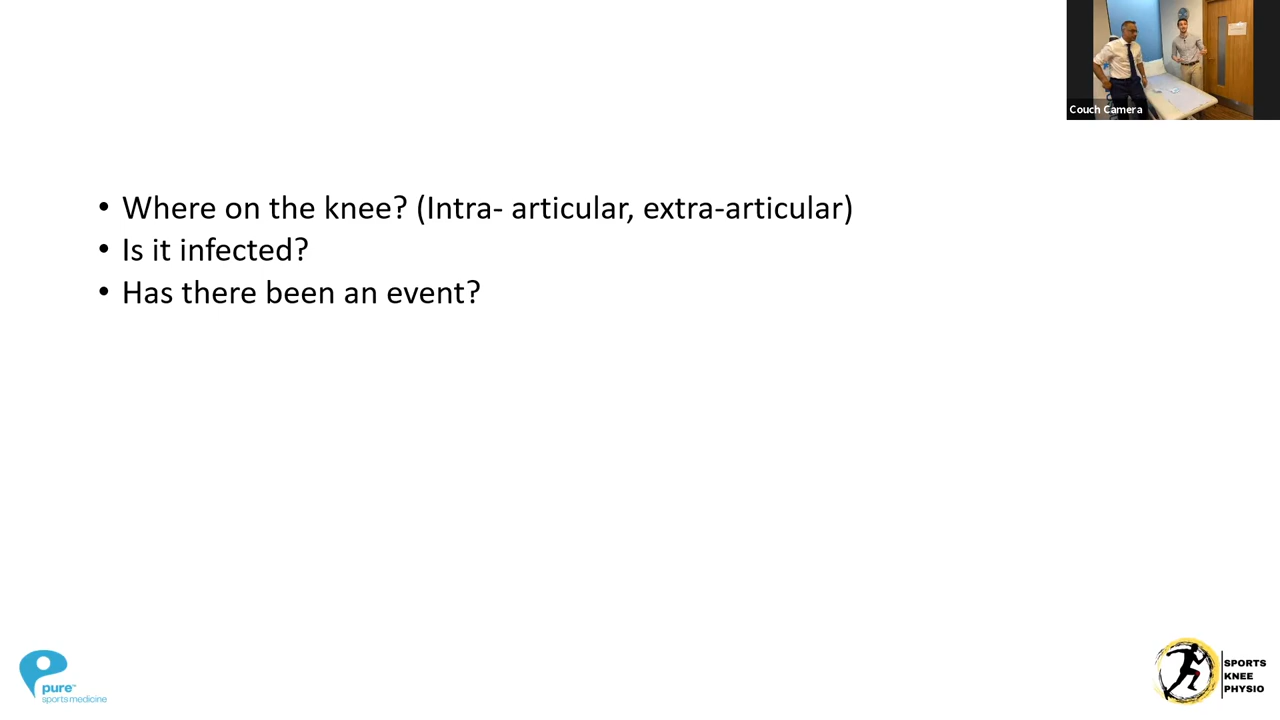 Couch Camera
• Where on the knee? (Intra- articular, extra-articular)
• Is it infected?
• Has there been an event?
pure™
sports medicine
SPORTS
KNEE
PHYSIO